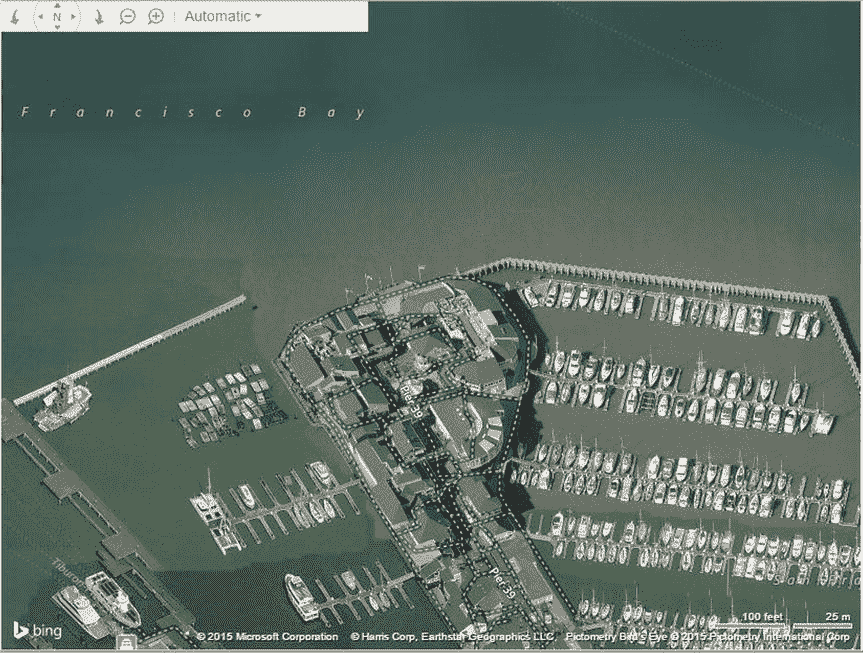 N
Automatic
Francisco Bay
Pier 39
Tiburon
Pier 39
100 feet 25 m
bing
© 2015 Microsoft Corporation © Harris Corp, Earthstar Geographics LLC Pictometry Bird's Eye © 2015 Pictometry International Corp